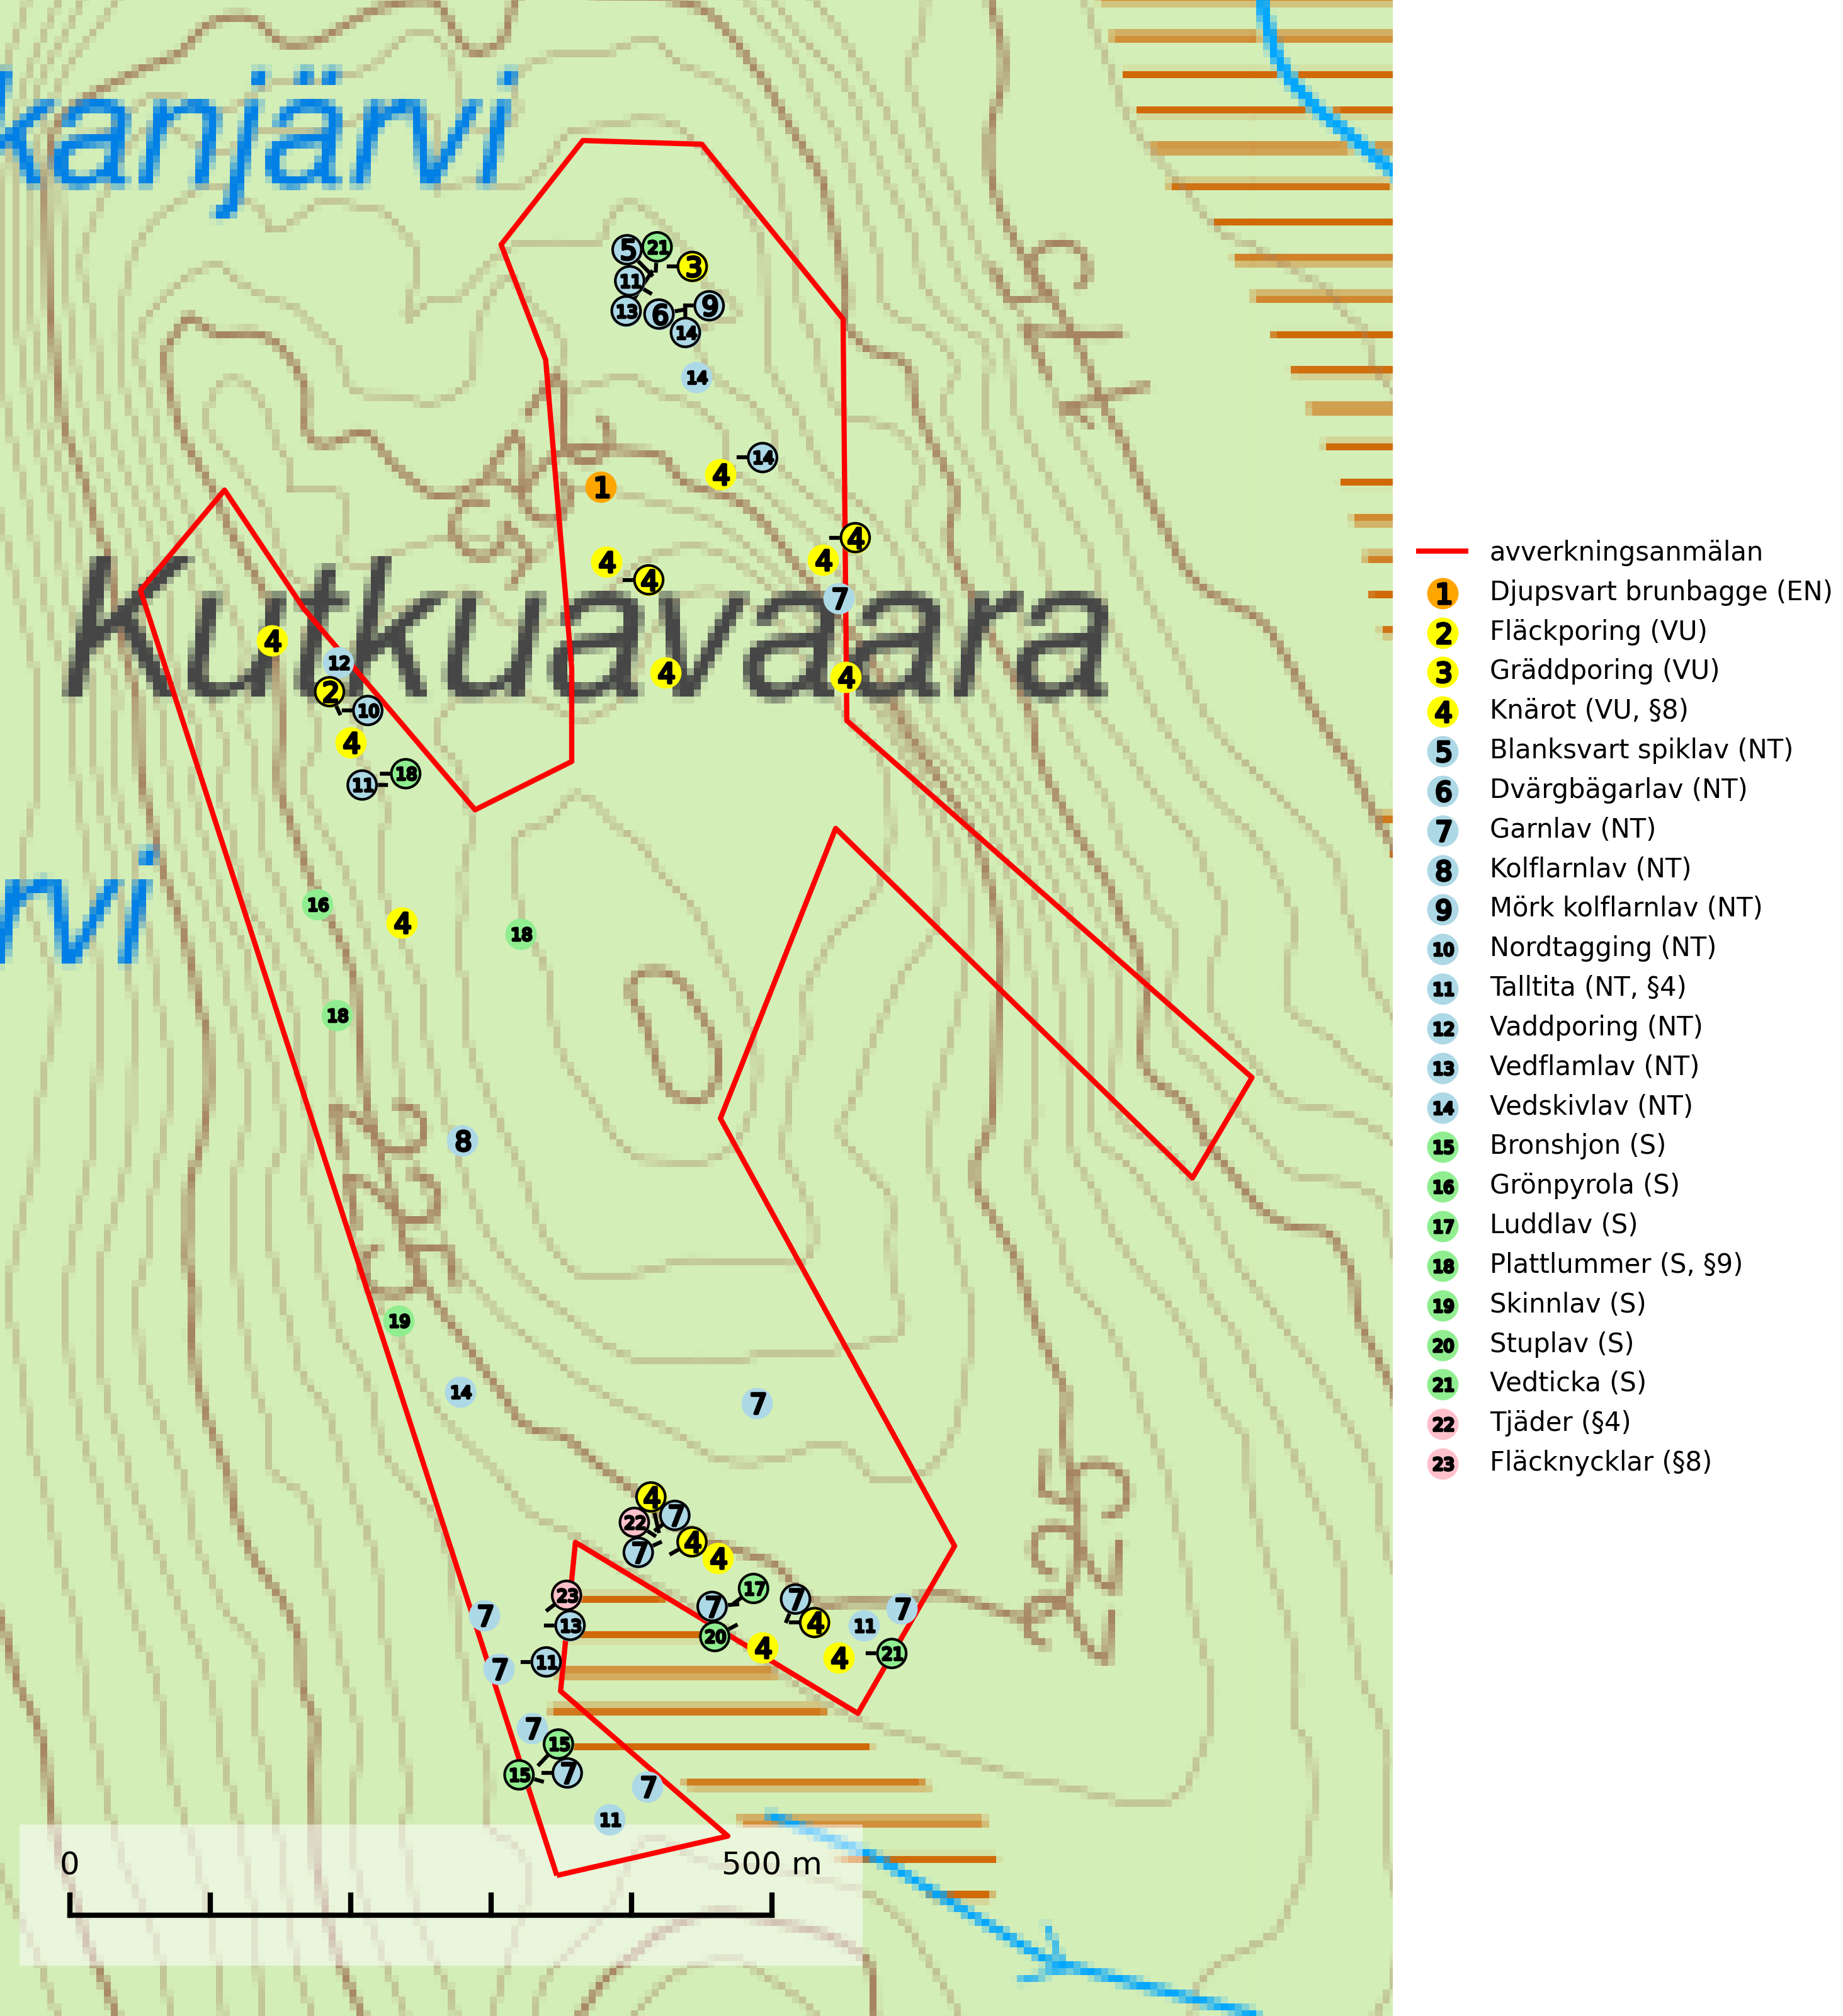 kanjärvi
5
21
3
11
13
6
9
14
14
14
4
1
4
4
4
4
7
Kutkuavaara
4
12
4
4
2
10
4
11
18
rvi
16
4
18
18
8
325
19
14
7
4
7
22
7
4
4
17
23
7
7
7
7
13
20
4
11
4
4
21
7
11
7
15
15
7
7
11
325
0
500 m
avverkningsanmälan
1 Djupsvart brunbagge (EN)
2 Fläckporing (VU)
3 Gräddporing (VU)
4 Knärot (VU, §8)
5 Blanksvart spiklav (NT)
6 Dvärgbägarlav (NT)
7 Garnlav (NT)
8 Kolflarnlav (NT)
9 Mörk kolflarnlav (NT)
10 Nordtagging (NT)
11 Talltita (NT, §4)
12 Vaddporing (NT)
13 Vedflamlav (NT)
14 Vedskivlav (NT)
15 Bronshjon (S)
16 Grönpyrola (S)
17 Luddlav (S)
18 Plattlummer (S, §9)
19 Skinnlav (S)
20 Stuplav (S)
21 Vedticka (S)
22 Tjäder (§4)
23 Fläcknycklar (§8)